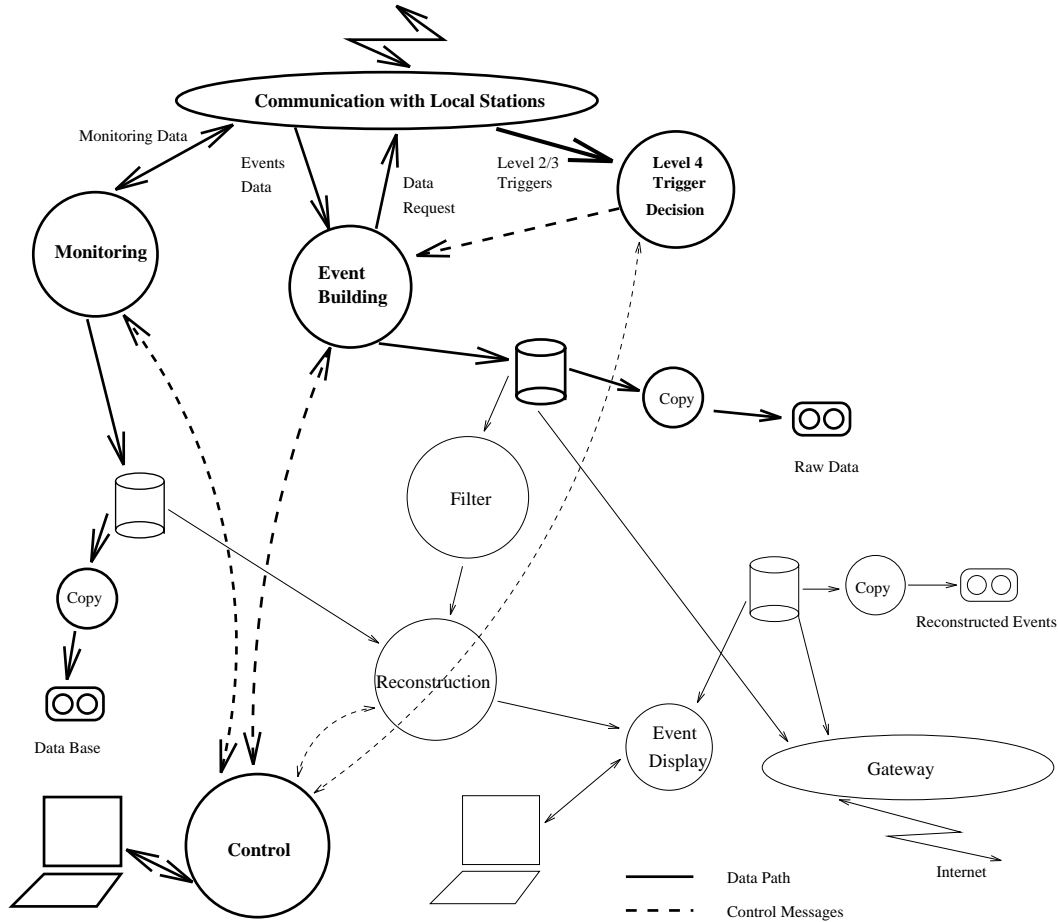 Communication with Local Stations
Monitoring Data
Events
Data
Data
Request
Level 2/3
Triggers
Level 4
Trigger
Decision
Monitoring
Event
Building
Copy
Raw Data
Filter
Copy
Data Base
Copy
Reconstructed Events
Reconstruction
Event
Display
Gateway
Control
Internet
Data Path
Control Messages